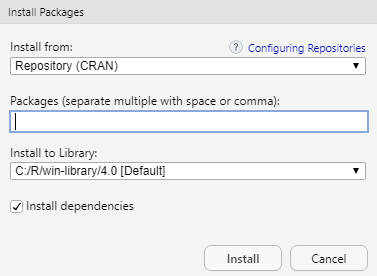 Install Packages
Install from:
? Configuring Repositories
Repository (CRAN)
Packages (separate multiple with space or comma):
Install to Library:
C:/R/win-library/4.0 [Default]
Install dependencies
Install
Cancel